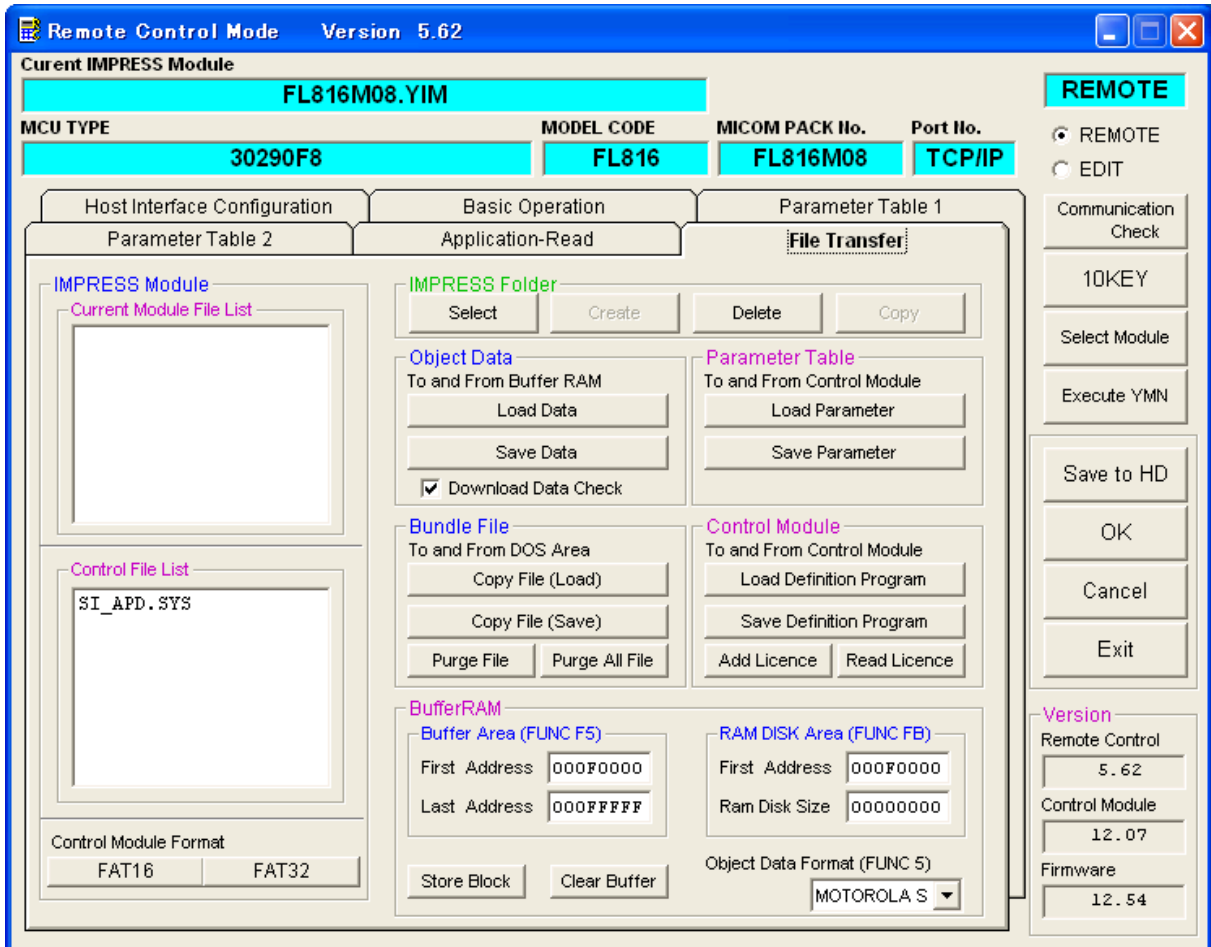 Remote Control Mode Version 5.62
Curent IMPRESS Module
FL816M08.YIM
REMOTE
MCU TYPE
MODEL CODE
MICOM PACK No.
Port No.
30290F8
FL816
FL816M08
TCP/IP
REMOTE
EDIT
Host Interface Configuration
Basic Operation
Parameter Table 1
Parameter Table 2
Application-Read
File Transfer
Communication
Check
10KEY
Select Module
Execute YMN
IMPRESS Module
Current Module File List
Control File List
SI_APD.SYS
Control Module Format
FAT16
FAT32
IMPRESS Folder
Select
Create
Delete
Copy
Object Data
To and From Buffer RAM
Load Data
Save Data
Download Data Check
Parameter Table
To and From Control Module
Load Parameter
Save Parameter
Bundle File
To and From DOS Area
Copy File (Load)
Copy File (Save)
Purge File
Purge All File
Control Module
To and From Control Module
Load Definition Program
Save Definition Program
Add Licence
Read Licence
BufferRAM
Buffer Area (FUNC F5)
First Address 000F0000
Last Address 000FFFFF
RAM DISK Area (FUNC FB)
First Address 000F0000
Ram Disk Size 00000000
Store Block
Clear Buffer
Object Data Format (FUNC 5)
MOTOROLA S
Save to HD
OK
Cancel
Exit
Version
Remote Control
5.62
Control Module
12.07
Firmware
12.54